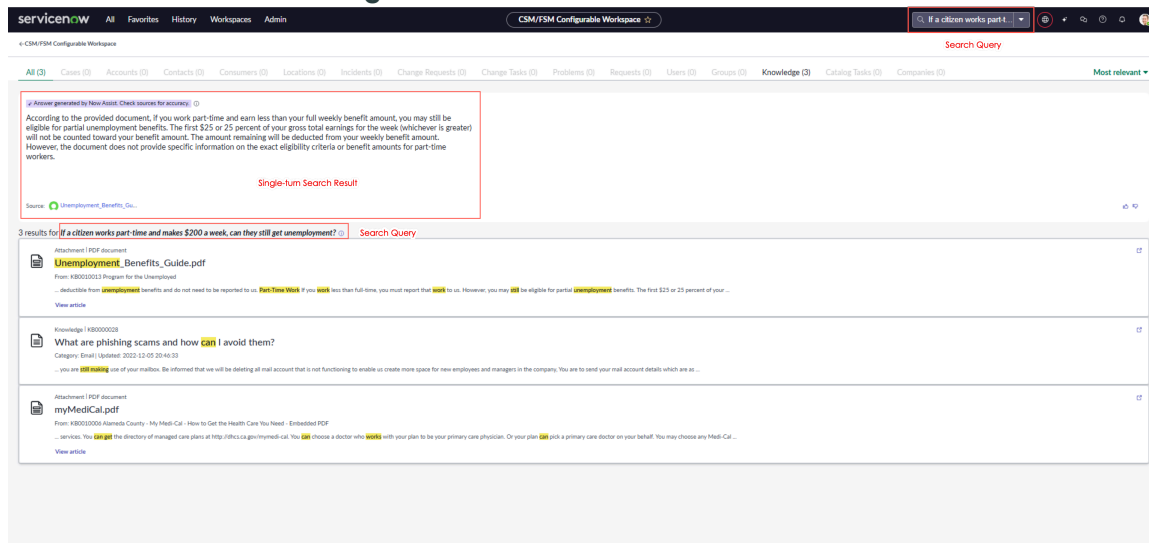 servicenow All Favorites History Workspaces Admin CSM/FSM Configurable Workspace ☆ If a citizen works part-t...
Search Query
CSM/FSM Configurable Workspace
All (3) Cases (0) Accounts (0) Contacts (0) Consumers (0) Locations (0) Incidents (0) Change Requests (0) Change Tasks (0) Problems (0) Requests (0) Users (0) Groups (0) Knowledge (3) Catalog Tasks (0) Companies (0) Most relevant
Answer generated by Now Assist. Check sources for accuracy.
According to the provided document, if you work part-time and earn less than your full weekly benefit amount, you may still be
eligible for partial unemployment benefits. The first $25 or 25 percent of your gross total earnings for the week (whichever is greater)
will not be counted toward your benefit amount. The amount remaining will be deducted from your weekly benefit amount.
However, the document does not provide specific information on the exact eligibility criteria or benefit amounts for part-time
workers.
Single-turn Search Result
Source: Unemployment_Benefits_Gu...
3 results for If a citizen works part-time and makes $200 a week, can they still get unemployment? Search Query
Attachment | PDF document
Unemployment_Benefits_Guide.pdf
From: KB0010013 Program for the Unemployed
... deductible from unemployment benefits and do not need to be reported to us. Part-Time Work If you work less than full-time, you must report that work to us. However, you may still be eligible for partial unemployment benefits. The first $25 or 25 percent of your ...
View article
Knowledge | KB0000028
What are phishing scams and how can I avoid them?
Category: Email | Updated: 2022-12-05 20:46:33
... you are still making use of your mailbox. Be informed that we will be deleting all mail account that is not functioning to enable us create more space for new employees and managers in the company. You are to send your mail account details which are as ...
Attachment | PDF document
myMediCal.pdf
From: KB0010006 Alameda County - My Medi-Cal - How to Get the Health Care You Need - Embedded PDF
... services. You can get the directory of managed care plans at http://dhcs.ca.gov/mymedi-cal. You can choose a doctor who works with your plan to be your primary care physician. Or your plan can pick a primary care doctor on your behalf. You may choose any Medi-Cal ...
View article